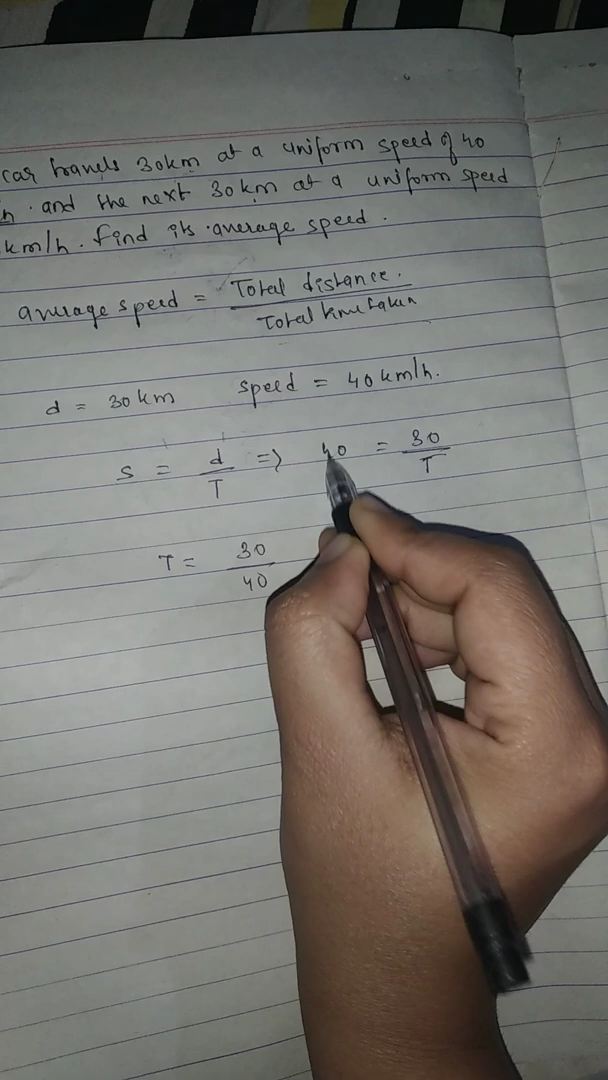 car travels 30km at a uniform speed of 40
h. and the next 30 km at a uniform speed
km/h. find its average speed.
average speed = Total distance. / Total time taken
d = 30 km speed = 40 km/h.
S = d/T => 40 = 30/T
T = 30/40